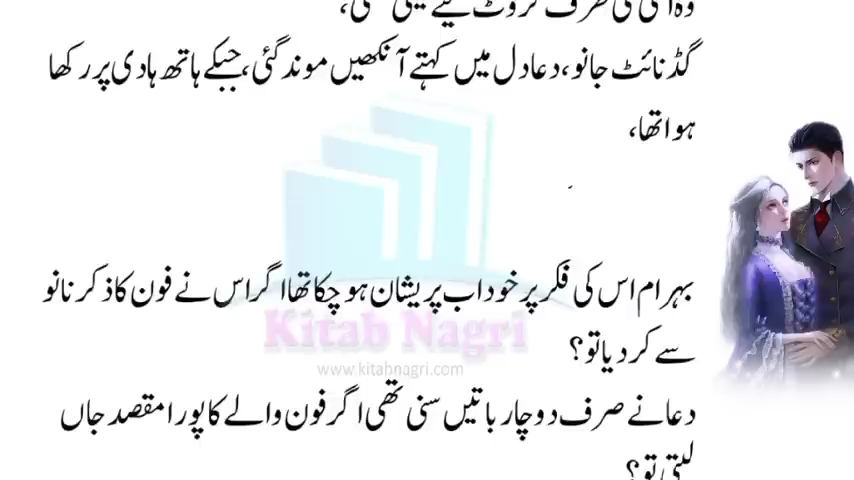 گڈ نائٹ جانو، دعا دل میں کہتے آنکھیں موند گئی، جبکے ہاتھ ہادی پر رکھا
ہوا تھا،
بہرام اس کی فکر پر خود اب پریشان ہو چکا تھا اگر اس نے فون کا ذکر نانو
سے کر دیا تو؟
Kitab Nagri
www.kitabnagri.com
دعا نے صرف دو چار باتیں سنی تھی اگر فون والے کا پورا مقصد جاں
لیتی تو؟